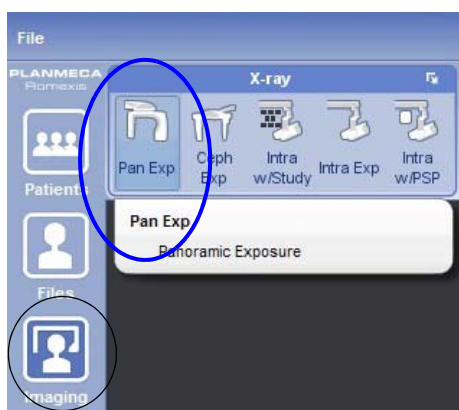 File
PLANMECA
Romexis
X-ray
Pan Exp
Ceph
Exp
Intra
w/Study
Intra Exp
Intra
w/PSP
Patients
Pan Exp
Panoramic Exposure
Files
Imaging